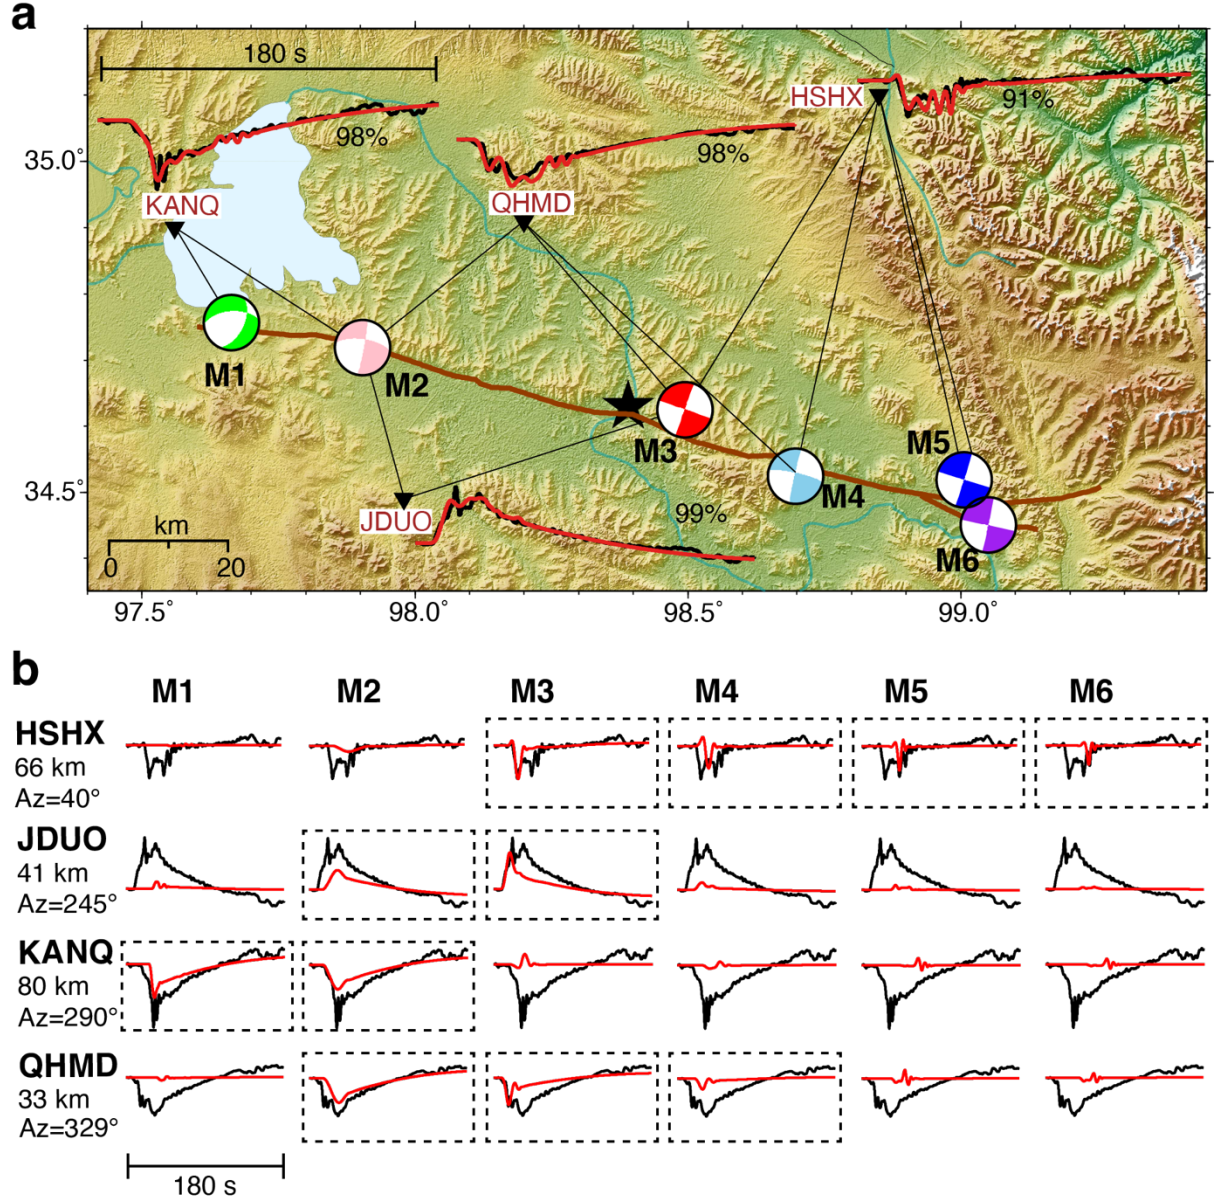 a
180 s
HSHX
91%
98%
98%
35.0°
KANQ
QHMD
M1
M2
M3
M5
M4
34.5°
JDUO
99%
km
0 20
M6
97.5° 98.0° 98.5° 99.0°
b
M1 M2 M3 M4 M5 M6
HSHX
66 km
Az=40°
JDUO
41 km
Az=245°
KANQ
80 km
Az=290°
QHMD
33 km
Az=329°
180 s